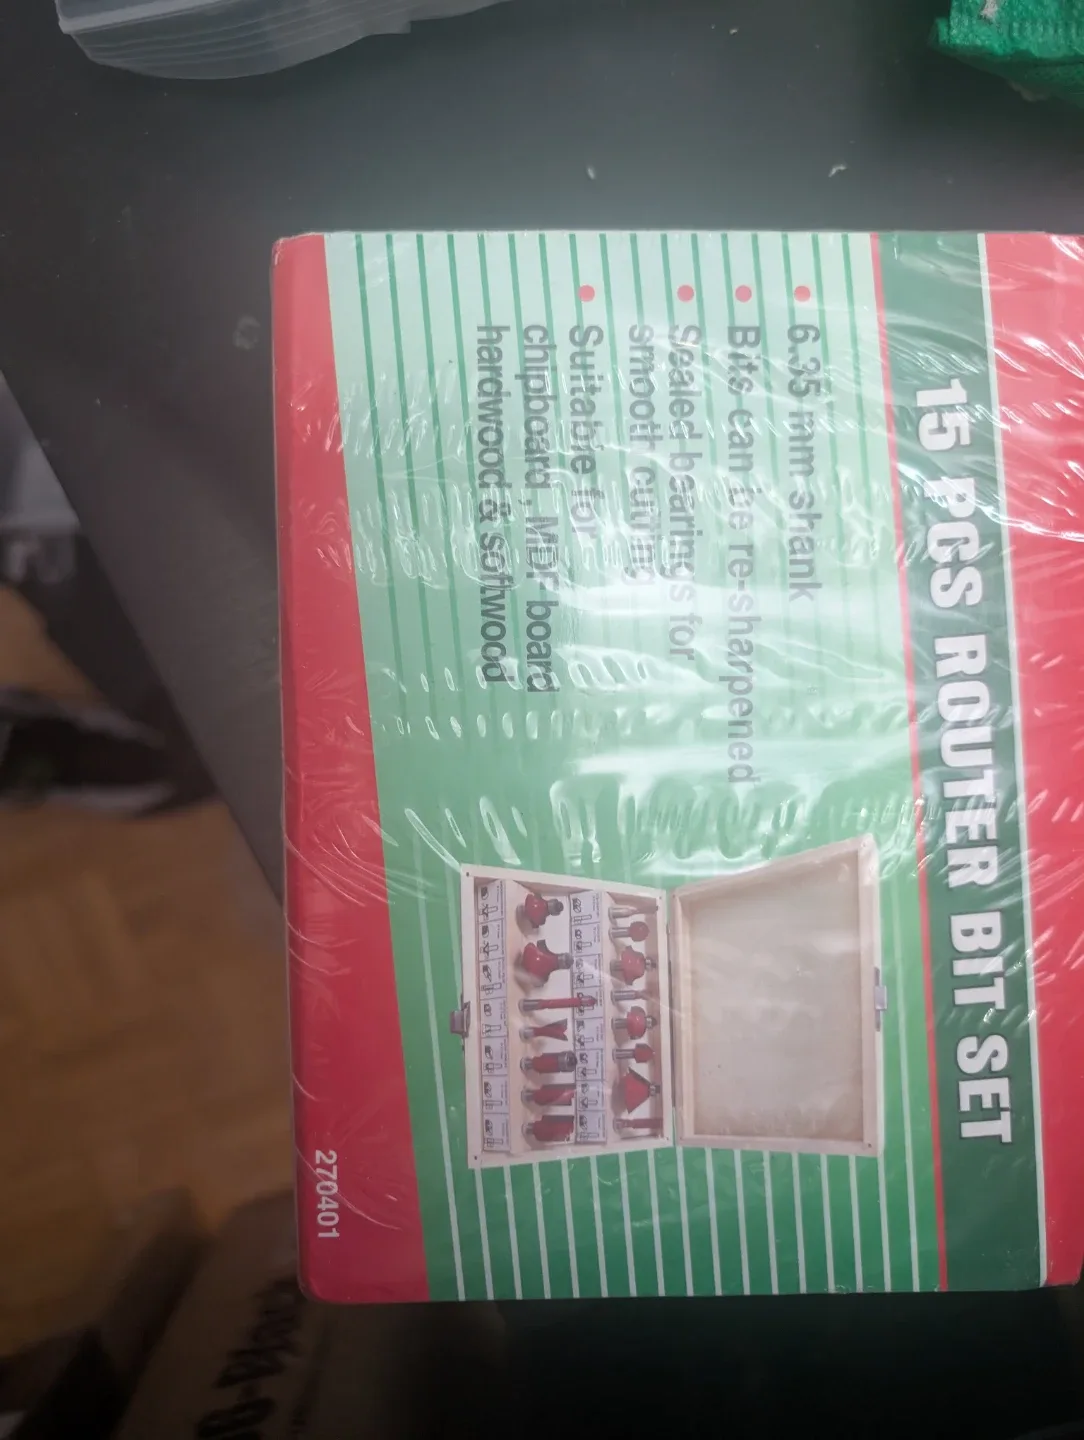 15 PCS ROUTER BIT SET
6.35 mm shank
Bits can be re-sharpened
Sealed bearings for
smooth cutting
Suitable for
chipboard , MDF board
hardwood & softwood
270401